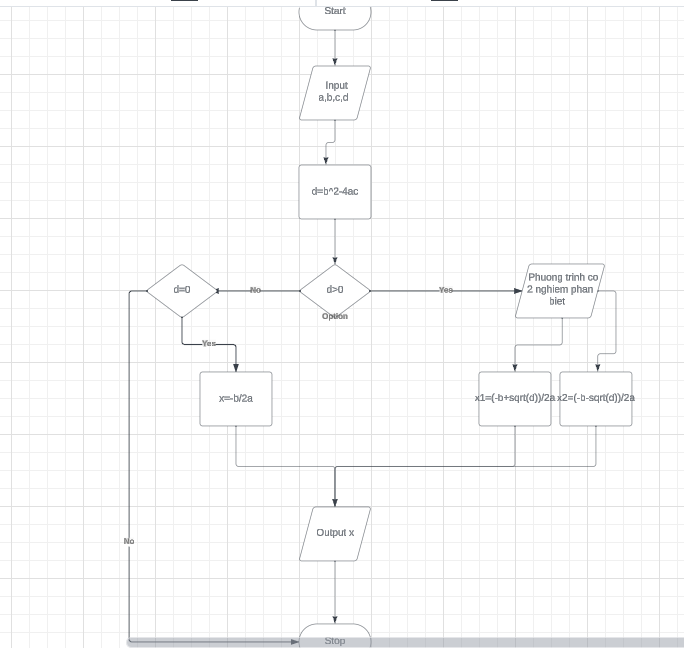 Start
Input
a,b,c,d
d=b^2-4ac
d=0
No
d>0
Yes
Phuong trinh co
2 nghiem phan
biet
Option
Yes
x=-b/2a
x1=(-b+sqrt(d))/2a
x2=(-b-sqrt(d))/2a
Output x
No
Stop